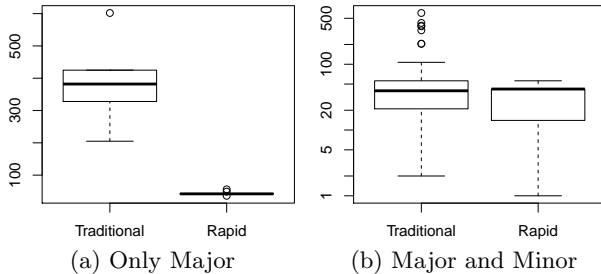 500
300
100
Traditional Rapid
(a) Only Major
500
100
20
5
1
Traditional Rapid
(b) Major and Minor